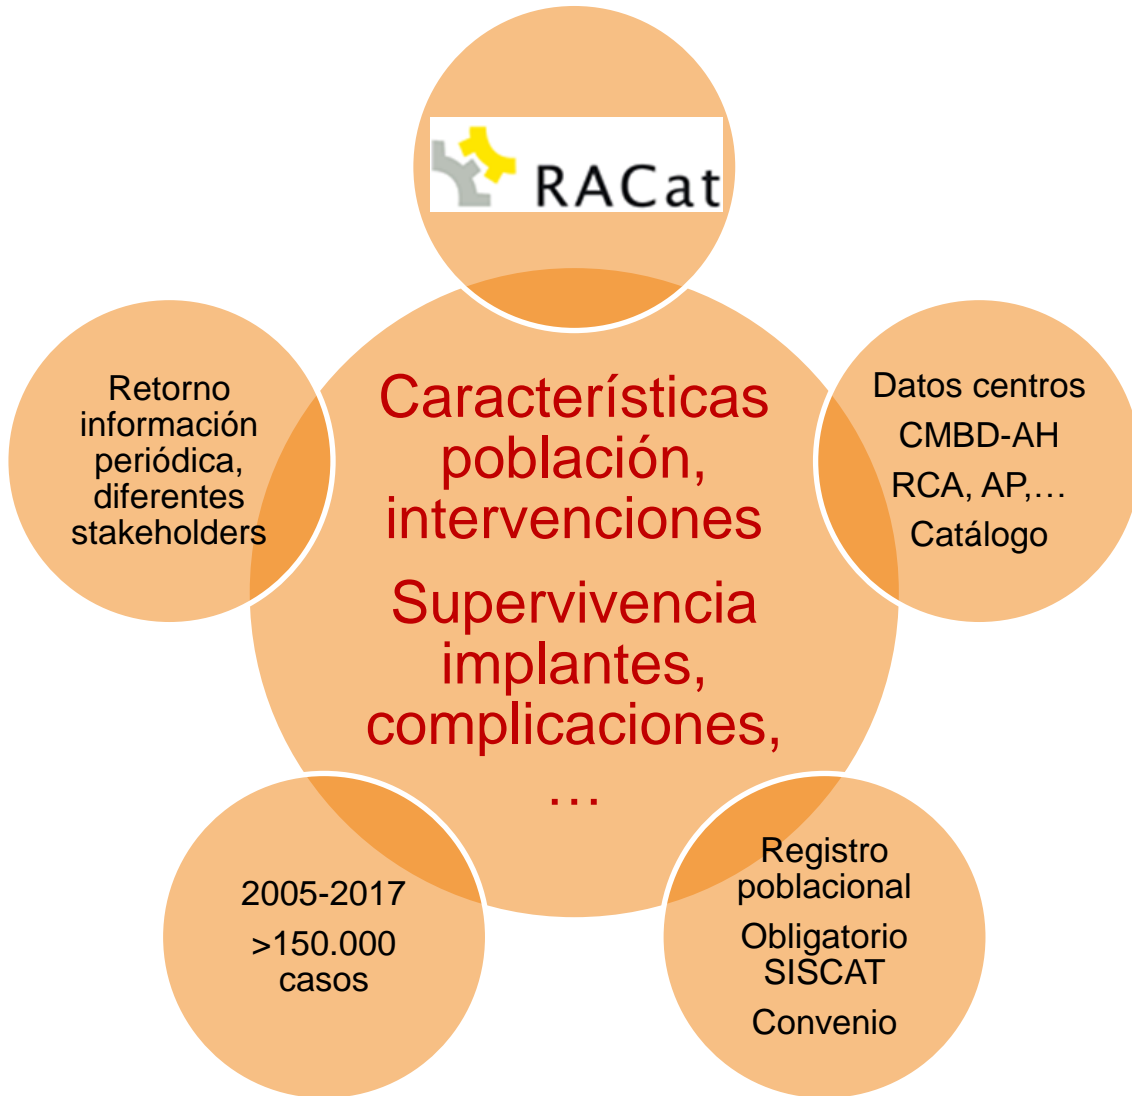 RACat
Retorno
información
periódica,
diferentes
stakeholders
Características
población,
intervenciones
Supervivencia
implantes,
complicaciones,
…
Datos centros
CMBD-AH
RCA, AP,…
Catálogo
2005-2017
>150.000
casos
Registro
poblacional
Obligatorio
SISCAT
Convenio